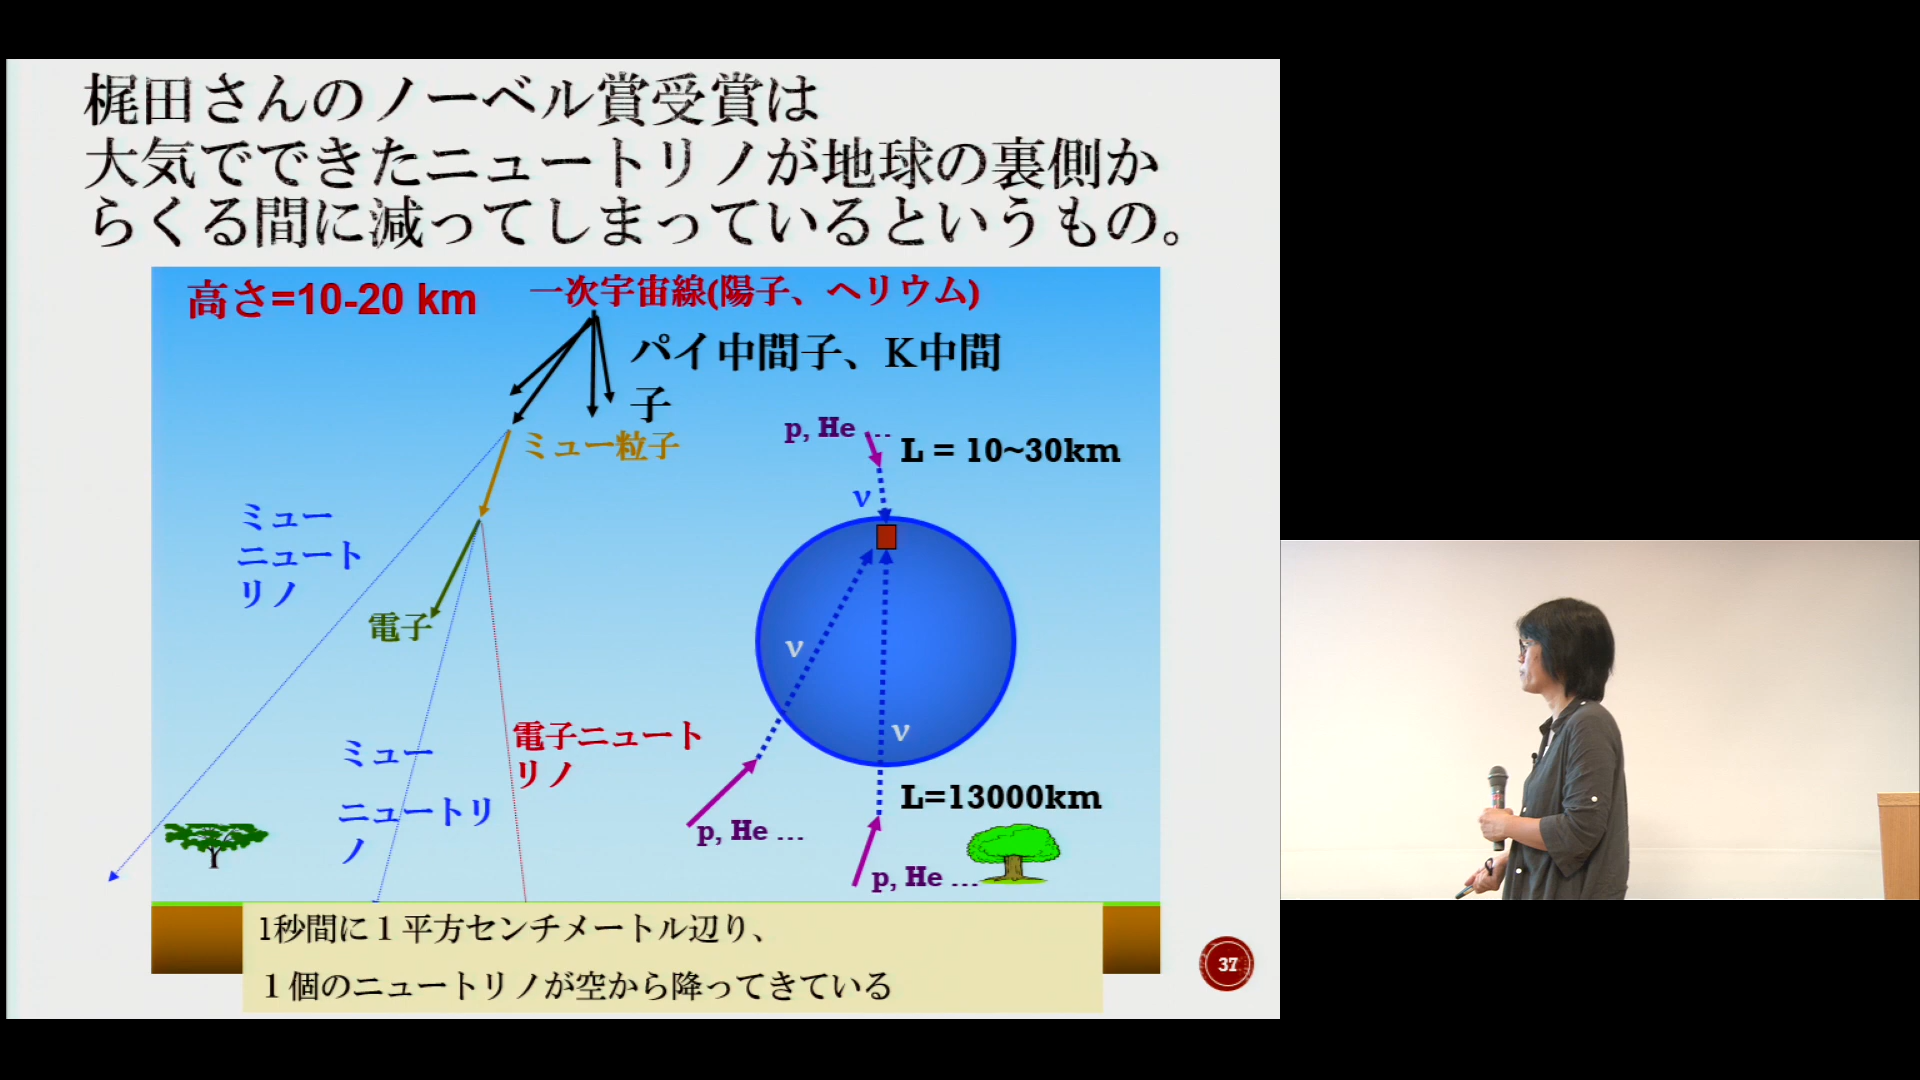 梶田さんのノーベル賞受賞は
大気でできたニュートリノが地球の裏側か
らくる間に減ってしまっているというもの。
高さ=10-20 km
一次宇宙線(陽子、ヘリウム)
パイ中間子、K中間
子
ミュー粒子
p, He ...
L = 10~30km
ν
ミュー
ニュート
リノ
電子
ν
ν
電子ニュート
リノ
ミュー
ニュートリ
ノ
L=13000km
p, He ...
p, He ...
1秒間に１平方センチメートル辺り、
１個のニュートリノが空から降ってきている
37